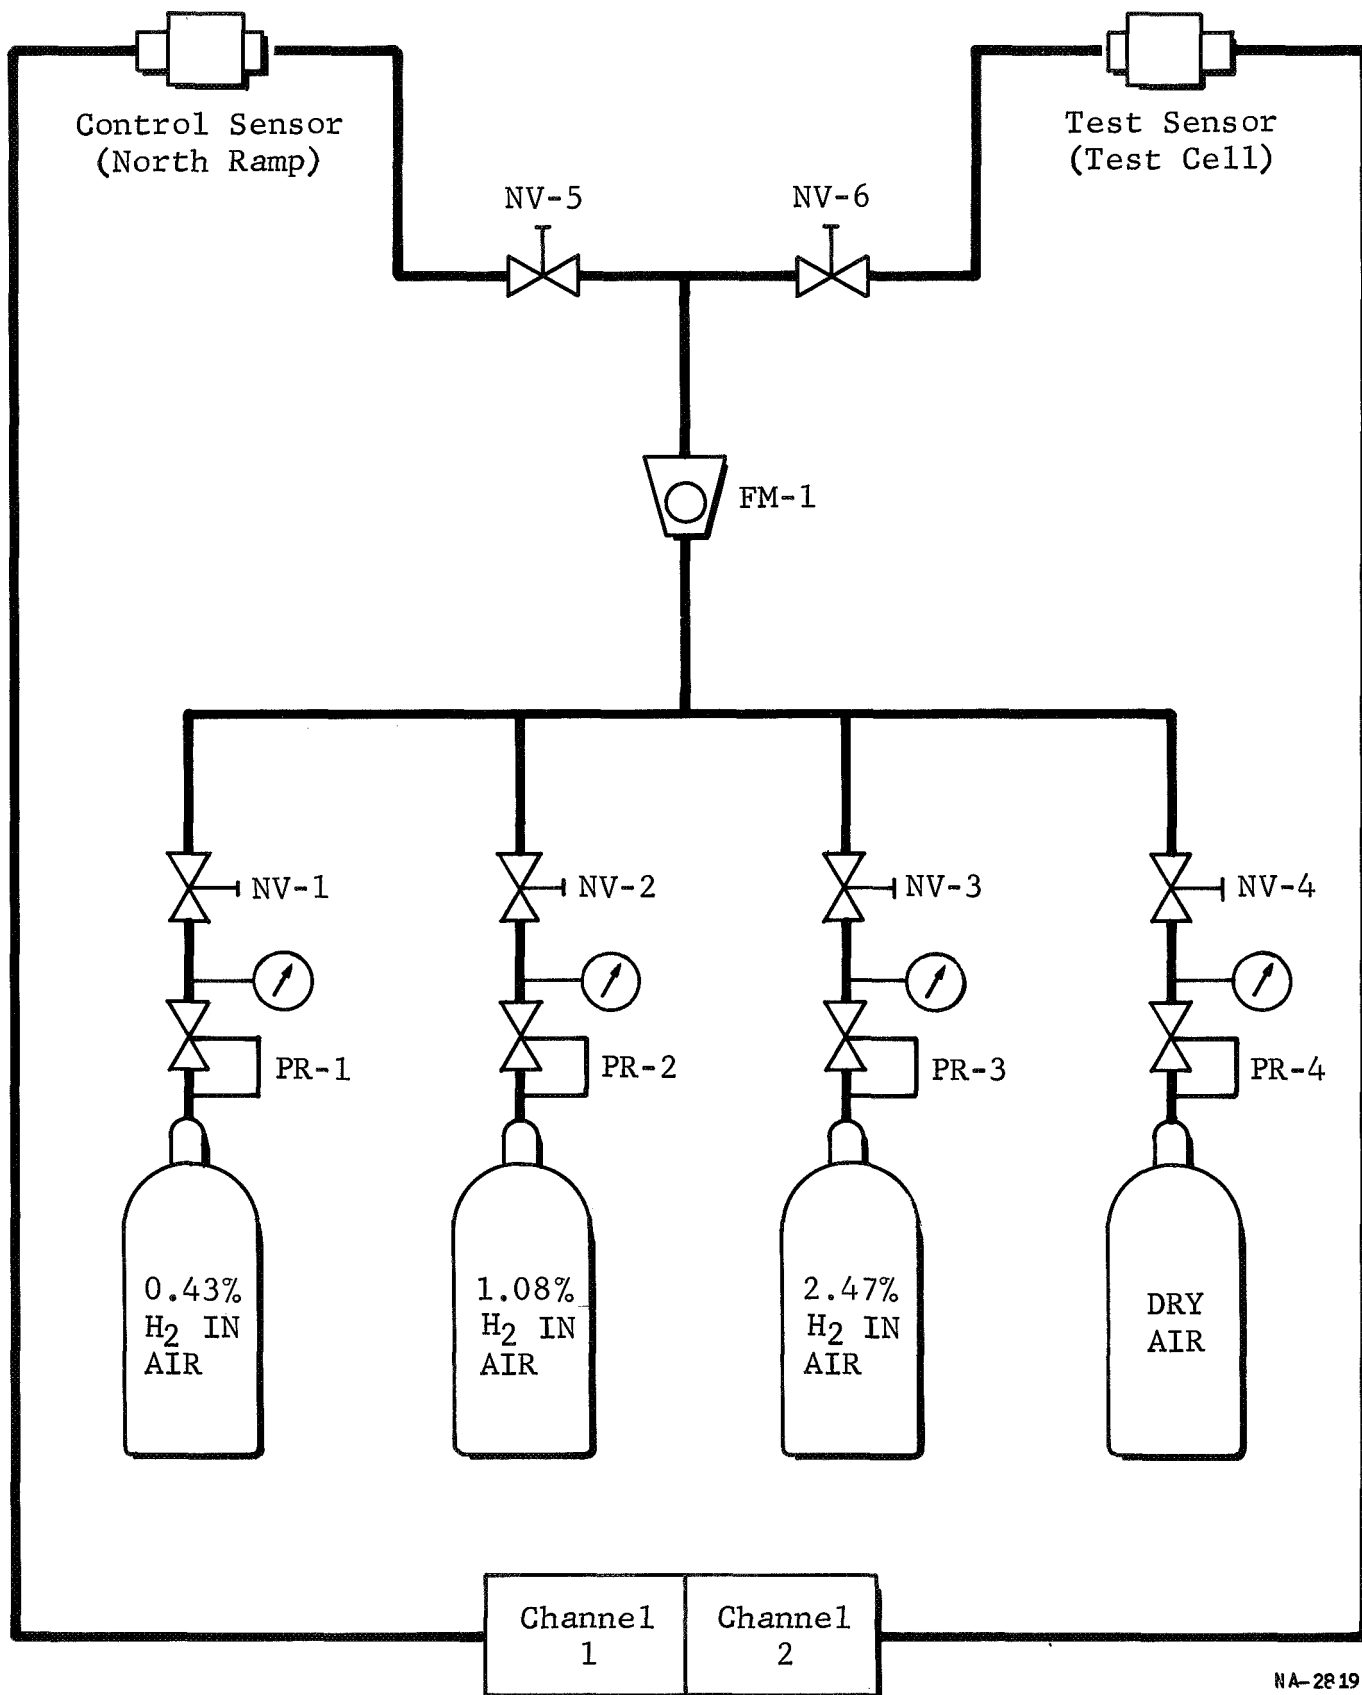 Control Sensor
(North Ramp)
Test Sensor
(Test Cell)
NV-5
NV-6
FM-1
NV-1
NV-2
NV-3
NV-4
PR-1
PR-2
PR-3
PR-4
0.43%
H2 IN
AIR
1.08%
H2 IN
AIR
2.47%
H2 IN
AIR
DRY
AIR
Channel
1
Channel
2
NA-2819